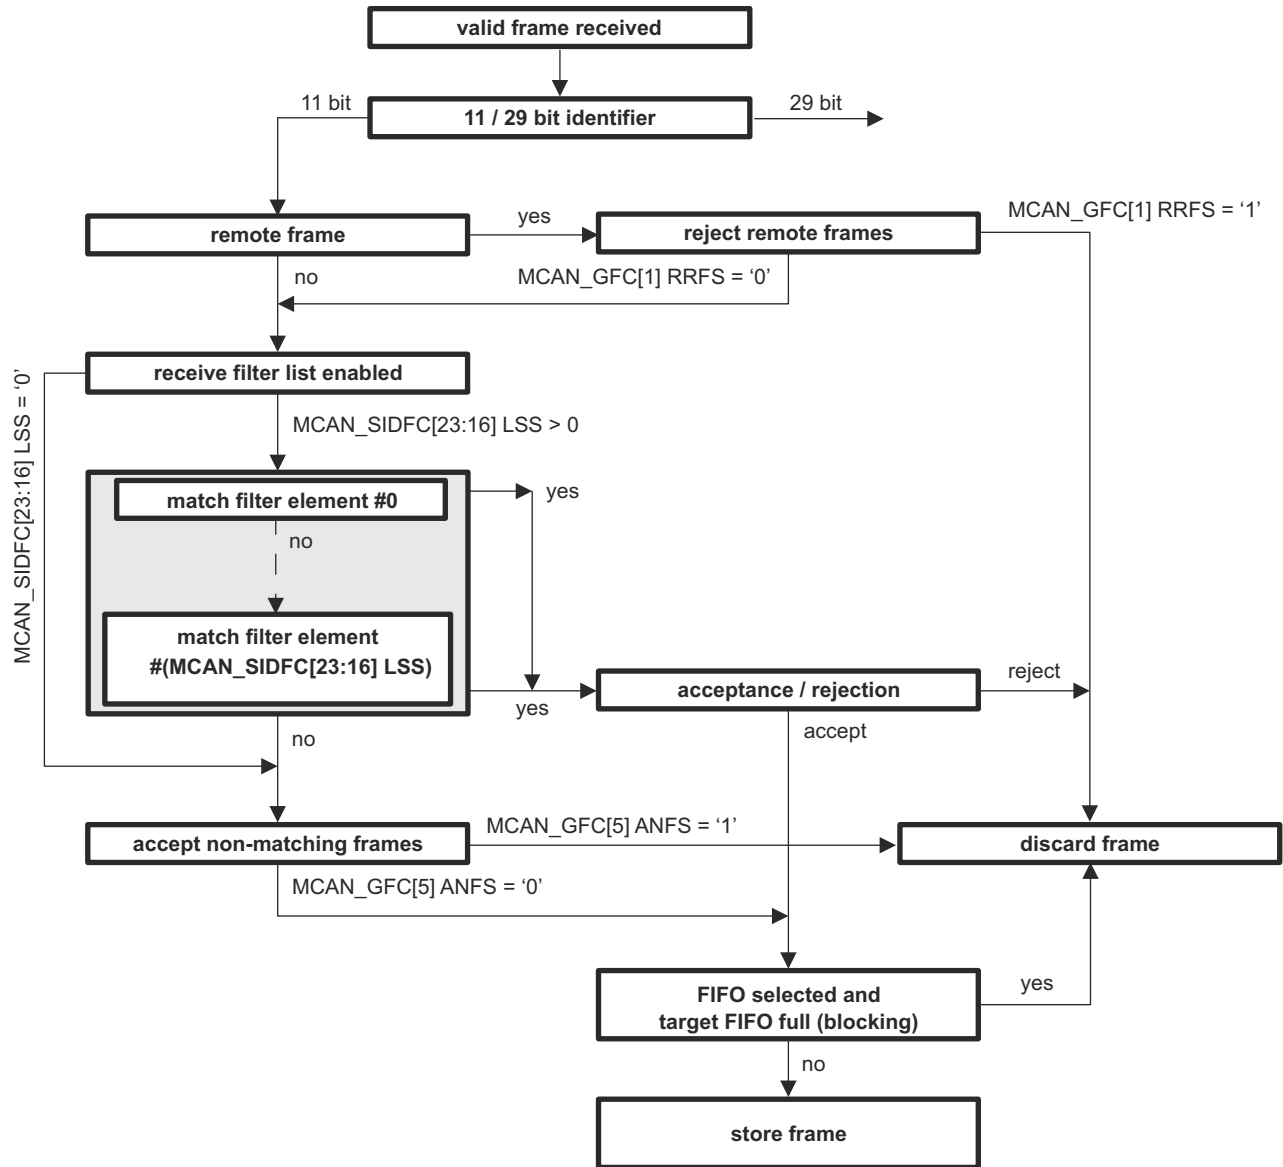 valid frame received
11 bit
11 / 29 bit identifier
29 bit
remote frame
yes
reject remote frames
MCAN_GFC[1] RRFS = ‘1’
no
MCAN_GFC[1] RRFS = ‘0’
receive filter list enabled
MCAN_SIDFC[23:16] LSS = ‘0’
MCAN_SIDFC[23:16] LSS > 0
match filter element #0
yes
no
match filter element
#(MCAN_SIDFC[23:16] LSS)
yes
acceptance / rejection
reject
no
accept
accept non-matching frames
MCAN_GFC[5] ANFS = ‘1’
discard frame
MCAN_GFC[5] ANFS = ‘0’
FIFO selected and
target FIFO full (blocking)
yes
no
store frame